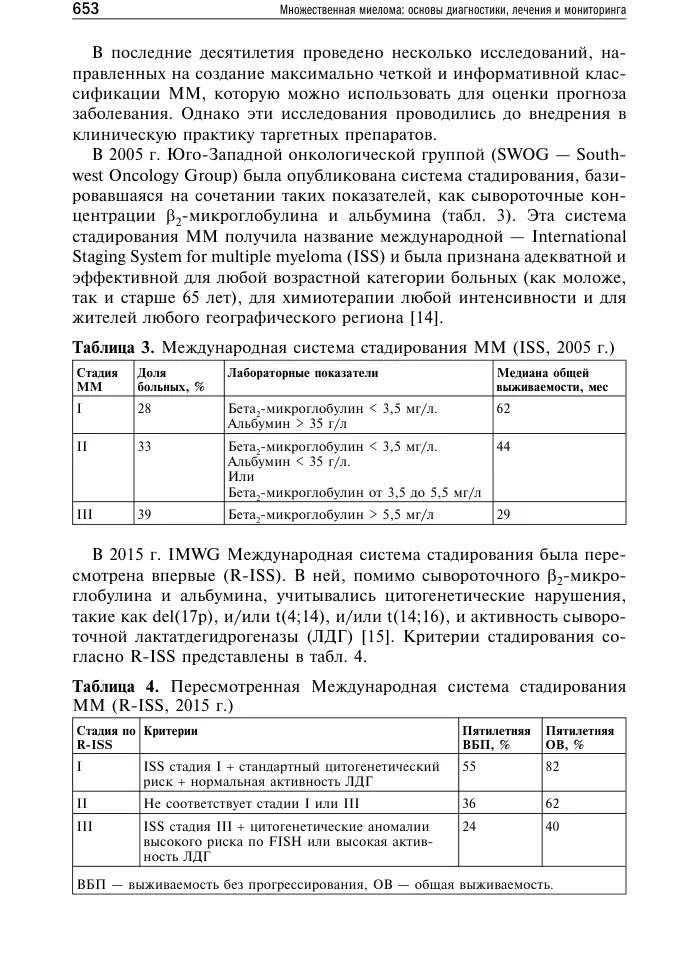 653 Множественная миелома: основы диагностики, лечения и мониторинга
В последние десятилетия проведено несколько исследований, на-
правленных на создание максимально четкой и информативной клас-
сификации ММ, которую можно использовать для оценки прогноза
заболевания. Однако эти исследования проводились до внедрения в
клиническую практику таргетных препаратов.
В 2005 г. Юго-Западной онкологической группой (SWOG — South-
west Oncology Group) была опубликована система стадирования, бази-
ровавшаяся на сочетании таких показателей, как сывороточные кон-
центрации β2-микроглобулина и альбумина (табл. 3). Эта система
стадирования ММ получила название международной — International
Staging System for multiple myeloma (ISS) и была признана адекватной и
эффективной для любой возрастной категории больных (как моложе,
так и старше 65 лет), для химиотерапии любой интенсивности и для
жителей любого географического региона [14].
Таблица 3. Международная система стадирования ММ (ISS, 2005 г.)
Стадия Доля Лабораторные показатели Медиана общей
ММ больных, % выживаемости, мес
I 28 Бета2-микроглобулин < 3,5 мг/л. 62
Альбумин > 35 г/л
II 33 Бета2-микроглобулин < 3,5 мг/л. 44
Альбумин < 35 г/л.
Или
Бета2-микроглобулин от 3,5 до 5,5 мг/л
III 39 Бета2-микроглобулин > 5,5 мг/л 29
В 2015 г. IMWG Международная система стадирования была пере-
смотрена впервые (R-ISS). В ней, помимо сывороточного β2-микро-
глобулина и альбумина, учитывались цитогенетические нарушения,
такие как del(17p), и/или t(4;14), и/или t(14;16), и активность сыворо-
точной лактатдегидрогеназы (ЛДГ) [15]. Критерии стадирования со-
гласно R-ISS представлены в табл. 4.
Таблица 4. Пересмотренная Международная система стадирования
ММ (R-ISS, 2015 г.)
Стадия по Критерии Пятилетняя Пятилетняя
R-ISS ВБП, % ОВ, %
I ISS стадия I + стандартный цитогенетический 55 82
риск + нормальная активность ЛДГ
II Не соответствует стадии I или III 36 62
III ISS стадия III + цитогенетические аномалии 24 40
высокого риска по FISH или высокая актив-
ность ЛДГ
ВБП — выживаемость без прогрессирования, ОВ — общая выживаемость.